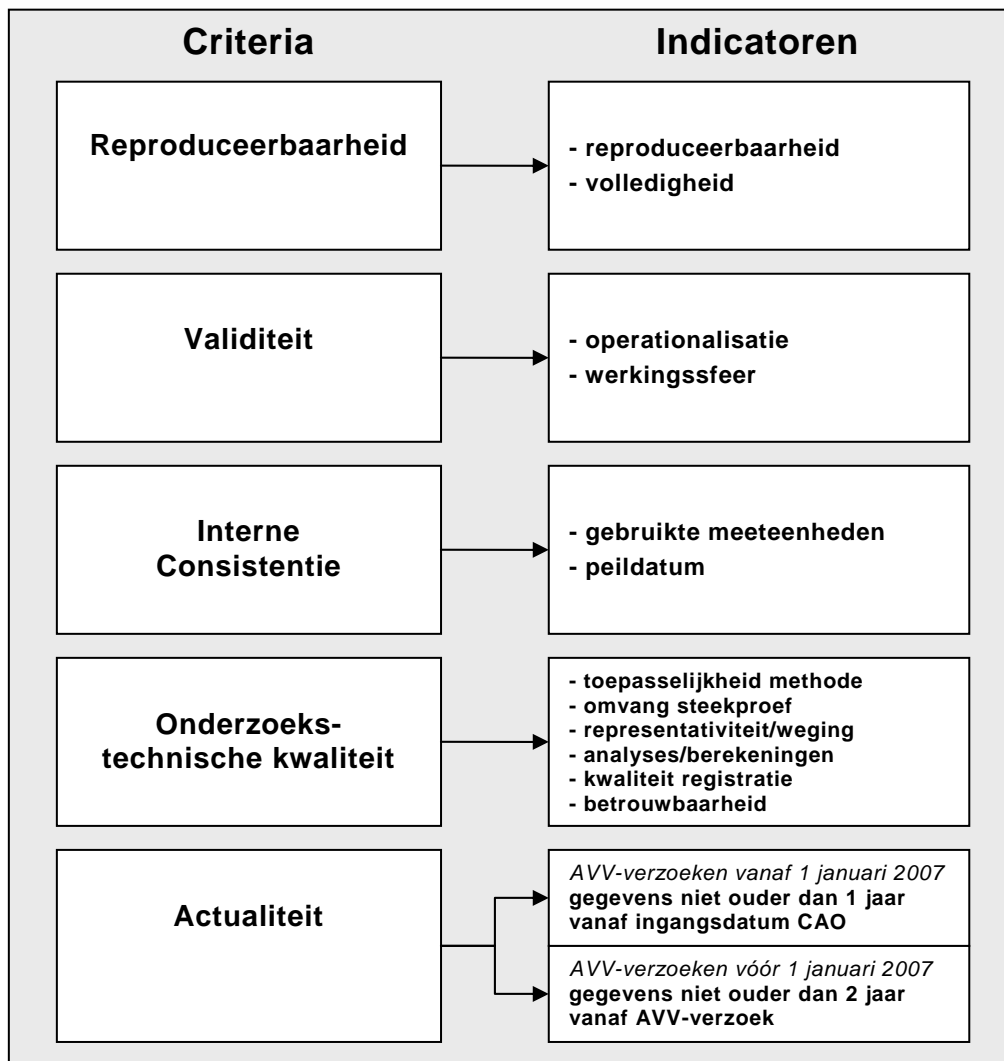 Criteria
Indicatoren
Reproduceerbaarheid
- reproduceerbaarheid
- volledigheid
Validiteit
- operationalisatie
- werkingssfeer
Interne
Consistentie
- gebruikte meeteenheden
- peildatum
Onderzoeks-
technische kwaliteit
- toepasselijkheid methode
- omvang steekproef
- representativiteit/weging
- analyses/berekeningen
- kwaliteit registratie
- betrouwbaarheid
Actualiteit
AVV-verzoeken vanaf 1 januari 2007
gegevens niet ouder dan 1 jaar
vanaf ingangsdatum CAO
AVV-verzoeken vóór 1 januari 2007
gegevens niet ouder dan 2 jaar
vanaf AVV-verzoek